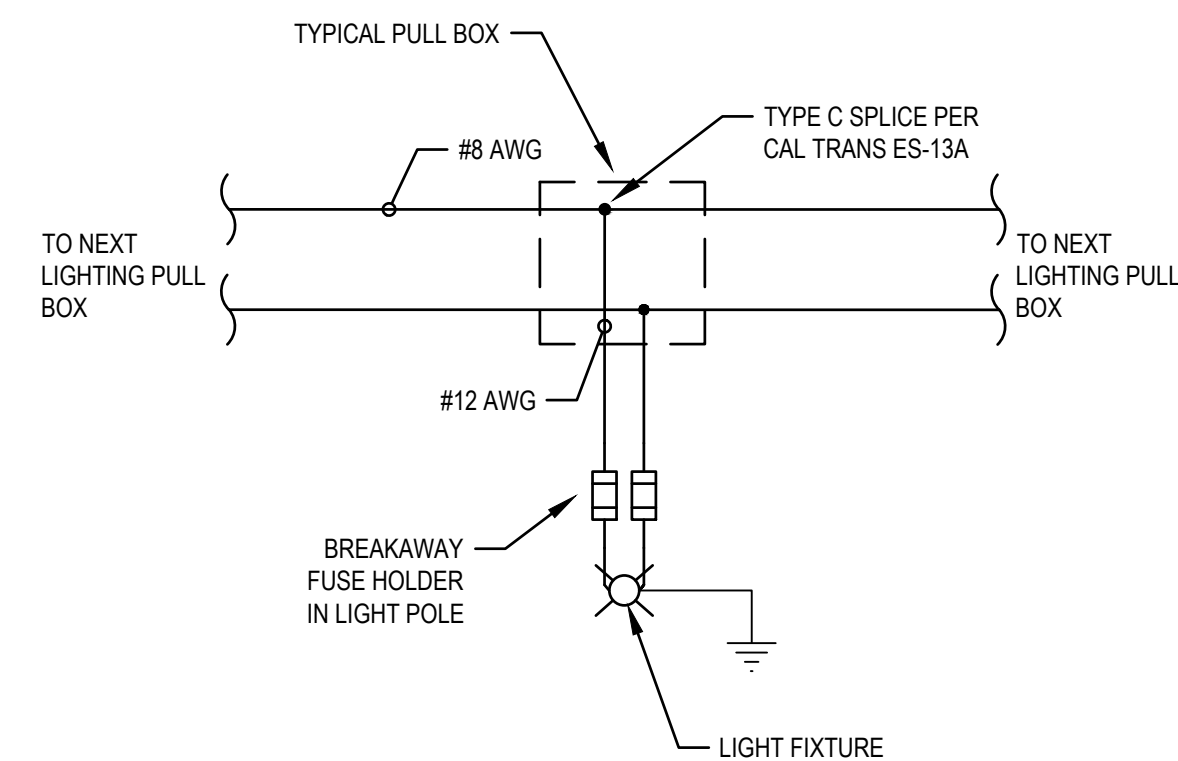 TYPICAL PULL BOX
TYPE C SPLICE PER
CAL TRANS ES-13A
#8 AWG
TO NEXT
LIGHTING PULL
BOX
TO NEXT
LIGHTING PULL
BOX
#12 AWG
BREAKAWAY
FUSE HOLDER
IN LIGHT POLE
LIGHT FIXTURE